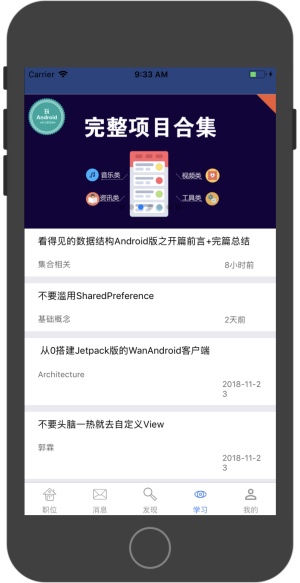 Carrier 9:33 AM
Android
完整项目合集
音乐类 视频类
资讯类 工具类
看得见的数据结构Android版之开篇前言+完篇总结
集合相关 8小时前
不要滥用SharedPreference
基础概念 2天前
从0搭建Jetpack版的WanAndroid客户端
Architecture
2018-11-2
3
不要头脑一热就去自定义View
郭霖
2018-11-2
3
职位 消息 发现 学习 我的